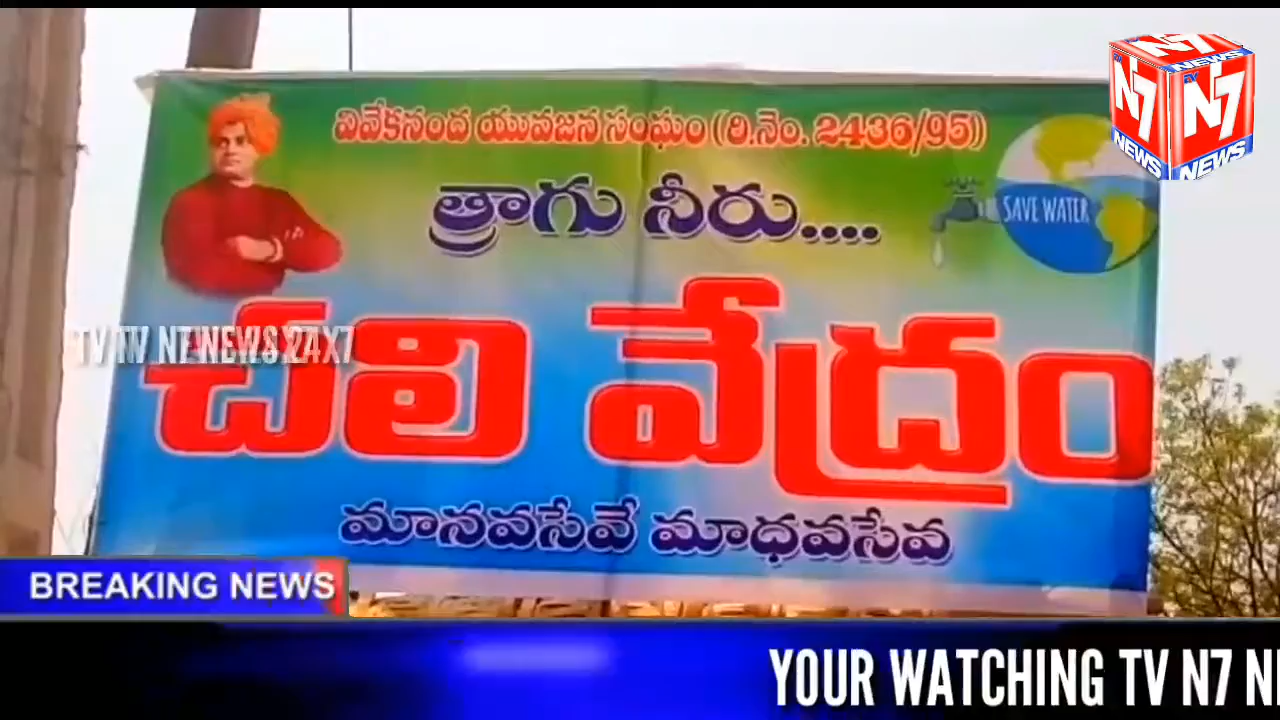 వివేకనంద యువజన సంఘం (రి.నెం. 2436/95)
త్రాగు నీరు....
SAVE WATER
చలి వేద్రం
మానవసేవే మాధవసేవ
N7
NEWS
N7
NEWS
TV N7 NEWS 24X7
BREAKING NEWS
YOUR WATCHING TV N7